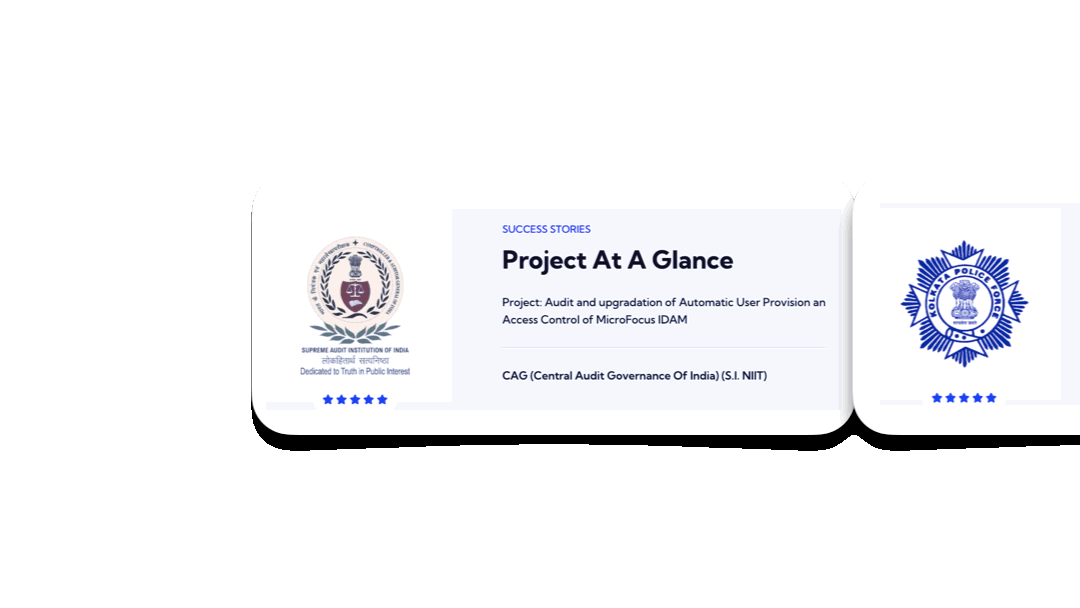 SUCCESS STORIES
Project At A Glance
Project: Audit and upgradation of Automatic User Provision an
Access Control of MicroFocus IDAM
CAG (Central Audit Governance Of India) (S.I. NIIT)
SUPREME AUDIT INSTITUTION OF INDIA
लोकहितार्थ सत्यनिष्ठा
Dedicated to Truth in Public Interest
KOLKATA POLICE FORCE